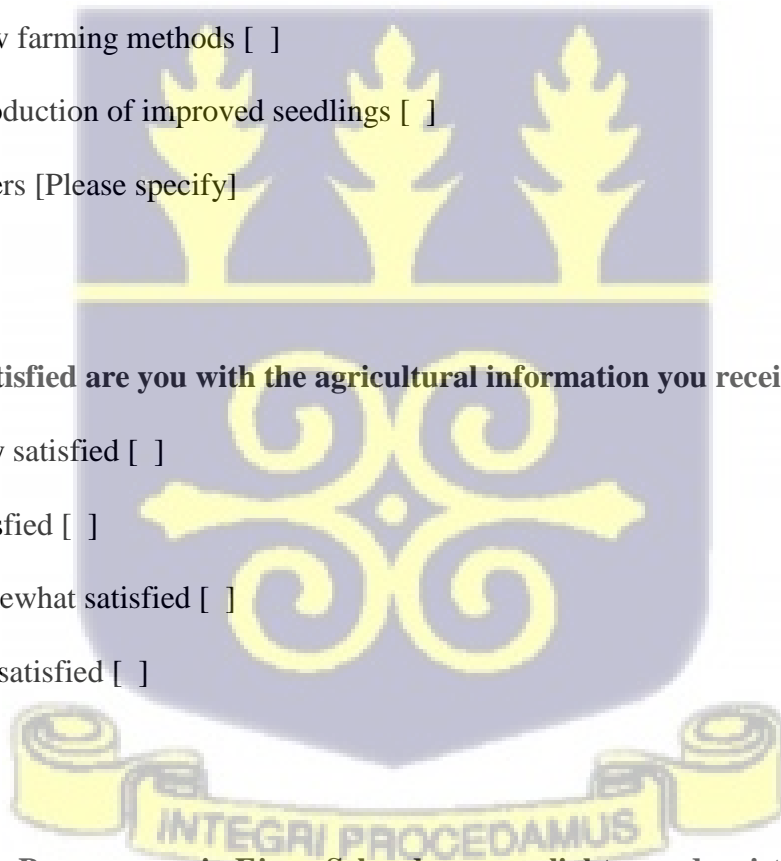 w farming methods [ ]
oduction of improved seedlings [ ]
ers [Please specify]
tisfied are you with the agricultural information you recei
y satisfied [ ]
sfied [ ]
ewhat satisfied [ ]
satisfied [ ]
INTEGRI PROCEDAMUS